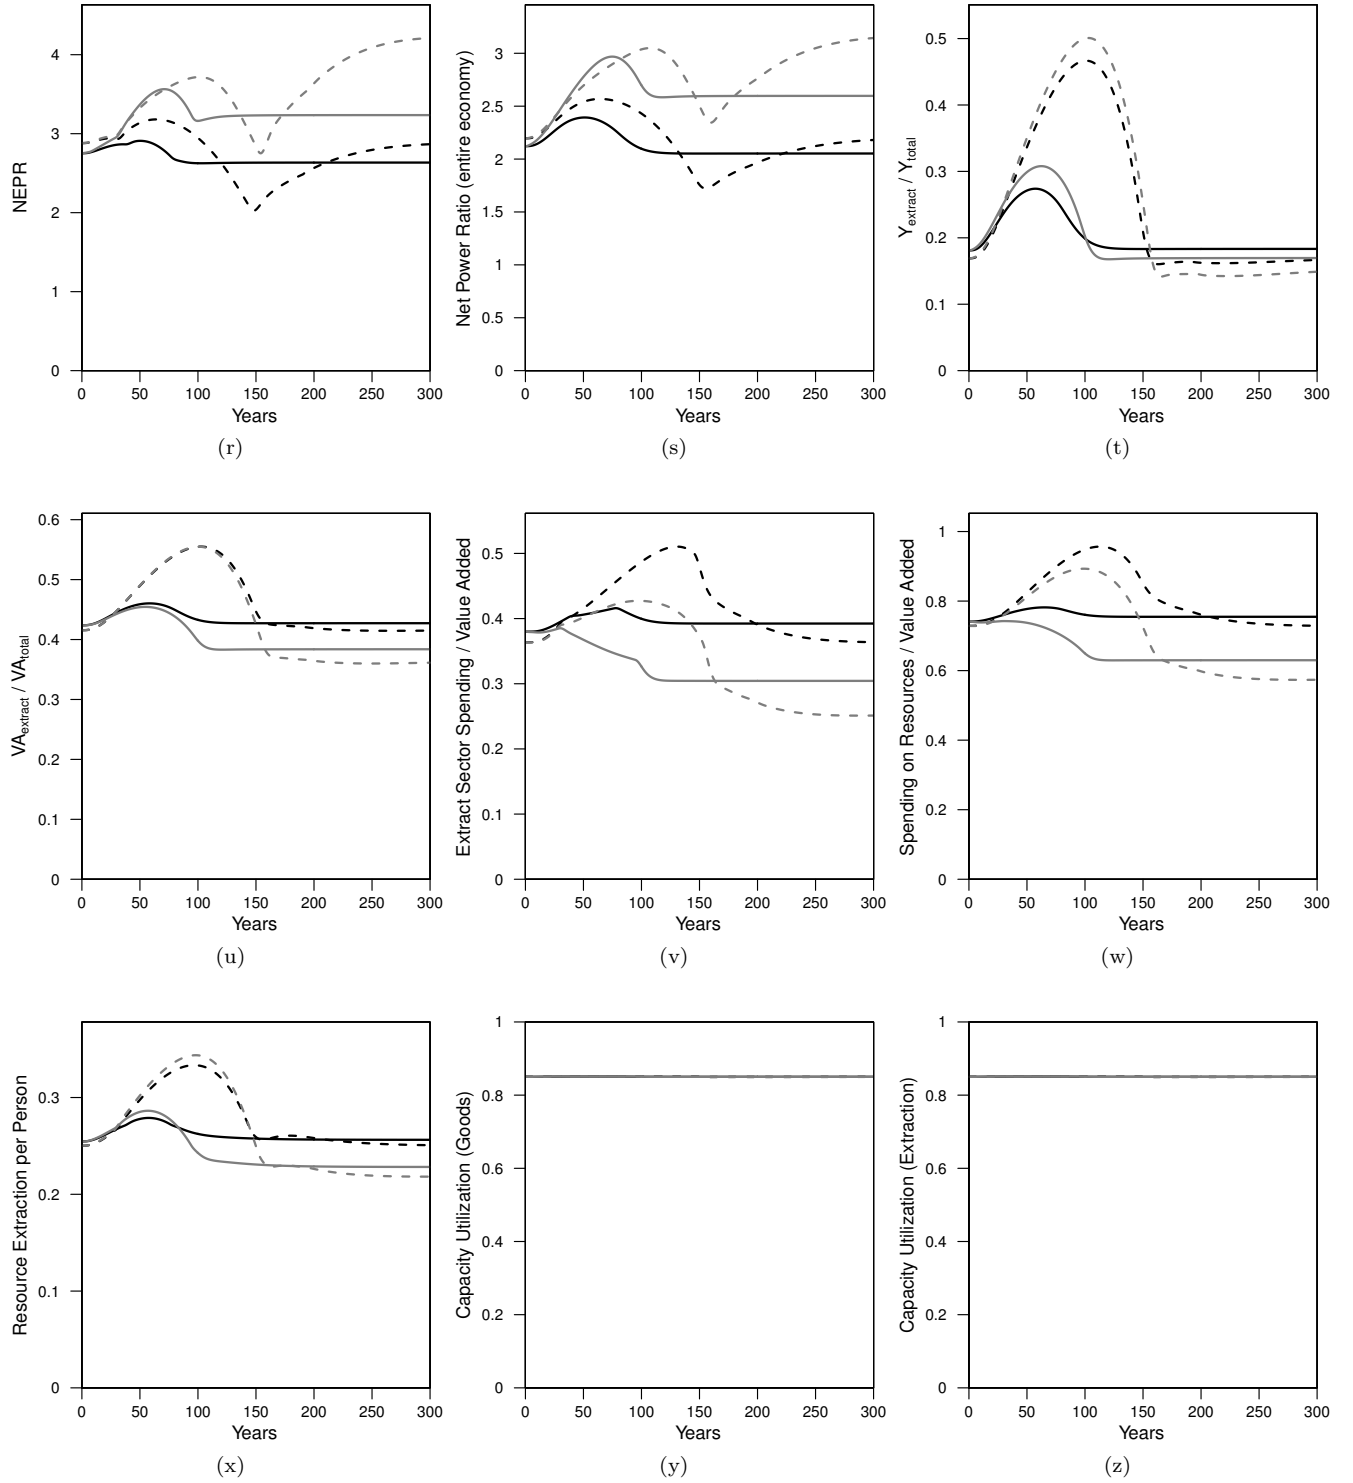 NEPR
0
1
2
3
4
0 50 100 150 200 250 300
Years
(r)
Net Power Ratio (entire economy)
0
0.5
1
1.5
2
2.5
3
0 50 100 150 200 250 300
Years
(s)
Y_extract / Y_total
0
0.1
0.2
0.3
0.4
0.5
0 50 100 150 200 250 300
Years
(t)
VA_extract / VA_total
0
0.1
0.2
0.3
0.4
0.5
0.6
0 50 100 150 200 250 300
Years
(u)
Extract Sector Spending / Value Added
0
0.1
0.2
0.3
0.4
0.5
0 50 100 150 200 250 300
Years
(v)
Spending on Resources / Value Added
0
0.2
0.4
0.6
0.8
1
0 50 100 150 200 250 300
Years
(w)
Resource Extraction per Person
0
0.1
0.2
0.3
0 50 100 150 200 250 300
Years
(x)
Capacity Utilization (Goods)
0
0.2
0.4
0.6
0.8
1
0 50 100 150 200 250 300
Years
(y)
Capacity Utilization (Extraction)
0
0.2
0.4
0.6
0.8
1
0 50 100 150 200 250 300
Years
(z)